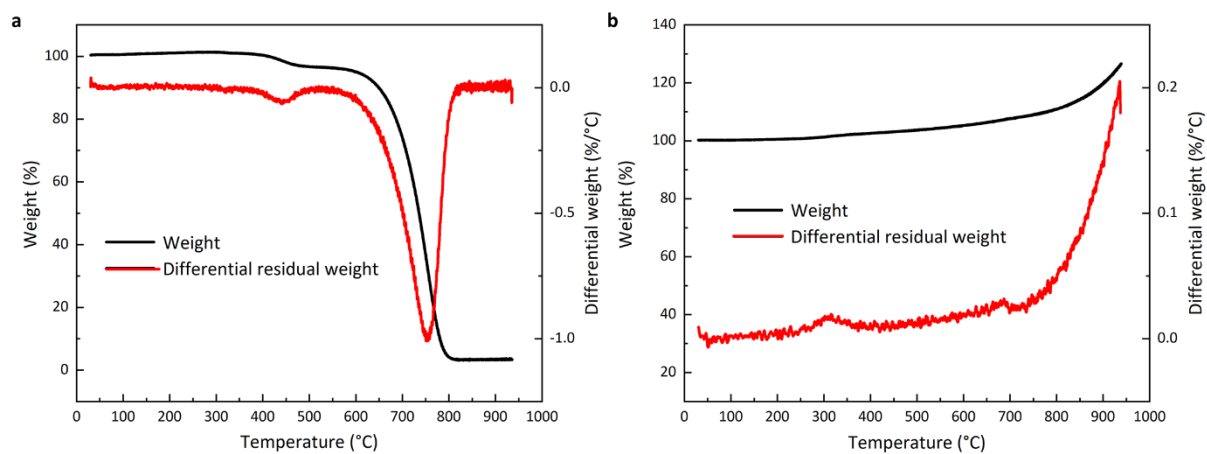 a
Weight (%)
100
80
60
40
20
0
0 100 200 300 400 500 600 700 800 900 1000
Temperature (°C)
0.0
-0.5
-1.0
Differential weight (%/°C)
Weight
Differential residual weight
b
Weight (%)
140
120
100
80
60
40
20
0 100 200 300 400 500 600 700 800 900 1000
Temperature (°C)
0.2
0.1
0.0
Differential weight (%/°C)
Weight
Differential residual weight